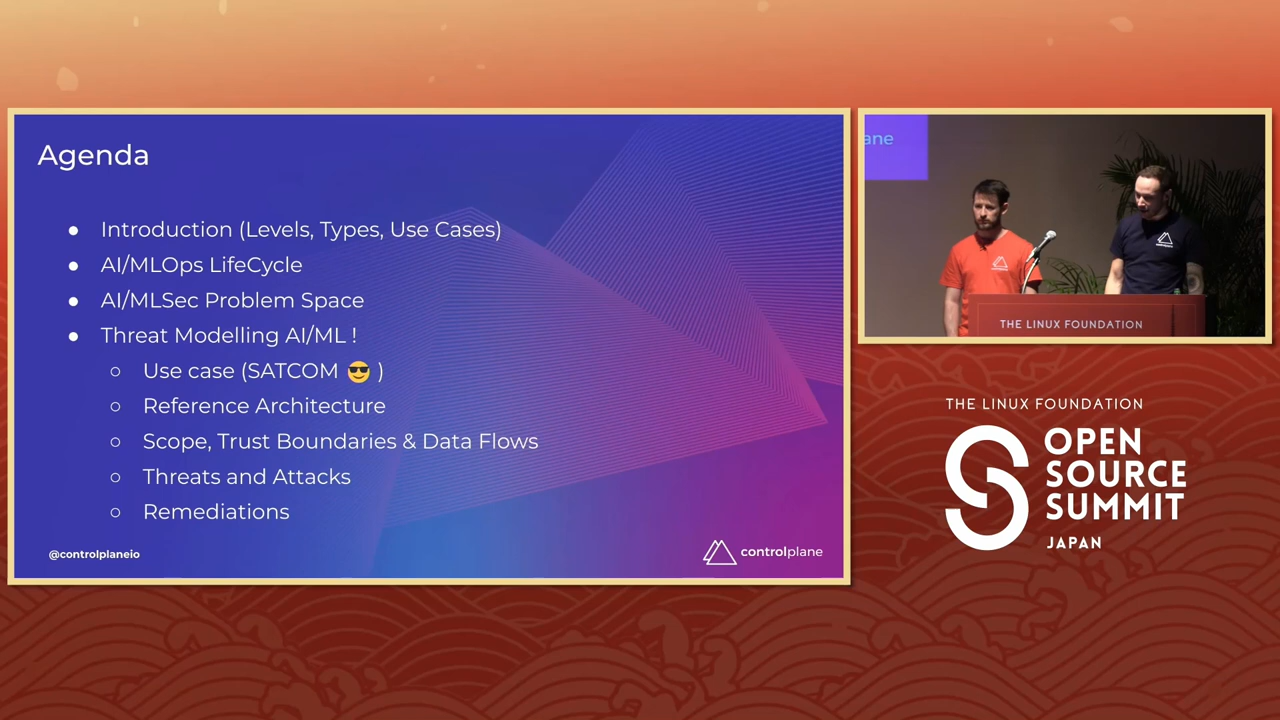 Agenda
● Introduction (Levels, Types, Use Cases)
● AI/MLOps LifeCycle
● AI/MLSec Problem Space
● Threat Modelling AI/ML !
○ Use case (SATCOM 😎 )
○ Reference Architecture
○ Scope, Trust Boundaries & Data Flows
○ Threats and Attacks
○ Remediations
@controlplaneio
controlplane
ane
THE LINUX FOUNDATION
THE LINUX FOUNDATION
OPEN
SOURCE
SUMMIT
JAPAN